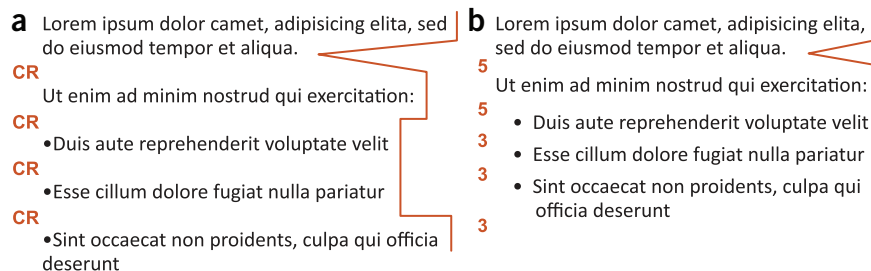 a
Lorem ipsum dolor camet, adipisicing elita, sed
do eiusmod tempor et aliqua.
CR
Ut enim ad minim nostrud qui exercitation:
CR
•Duis aute reprehenderit voluptate velit
CR
•Esse cillum dolore fugiat nulla pariatur
CR
•Sint occaecat non proidents, culpa qui officia
deserunt
b
Lorem ipsum dolor camet, adipisicing elita,
sed do eiusmod tempor et aliqua.
5
Ut enim ad minim nostrud qui exercitation:
5
• Duis aute reprehenderit voluptate velit
3
• Esse cillum dolore fugiat nulla pariatur
3
• Sint occaecat non proidents, culpa qui
officia deserunt
3